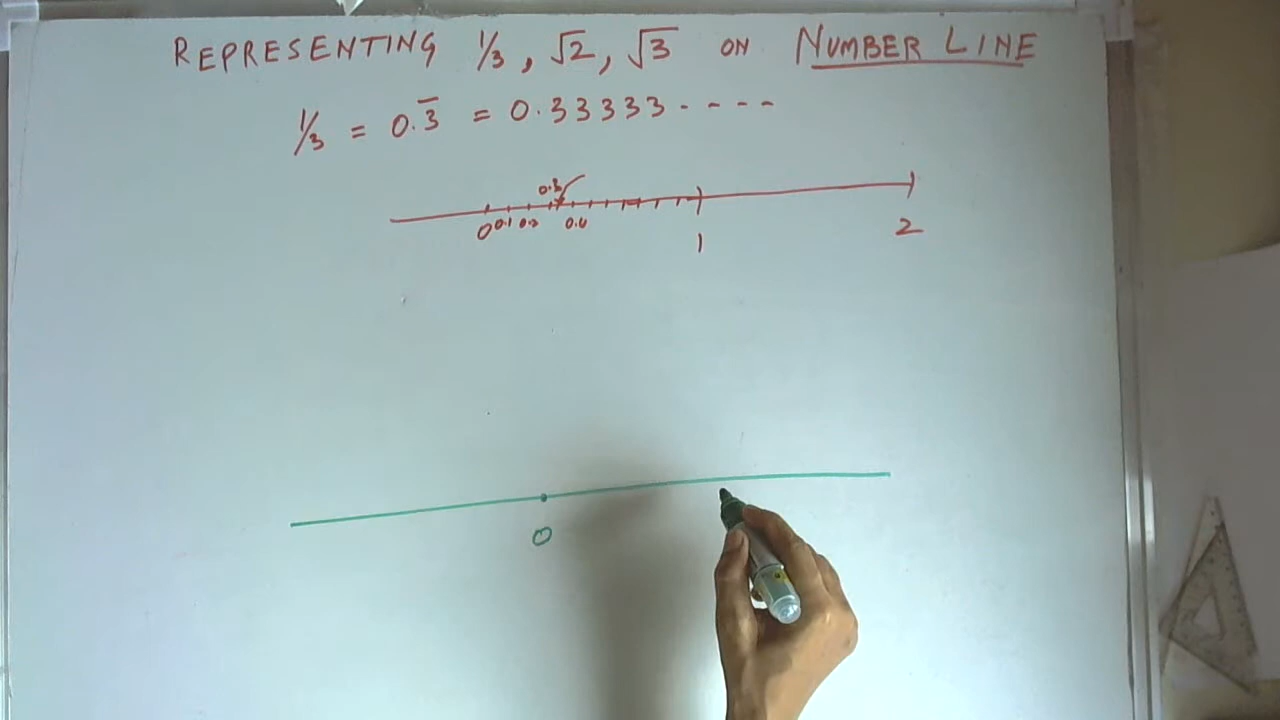 REPRESENTING 1/3, √2, √3 ON NUMBER LINE
1/3 = 0.3̅ = 0.33333-----
0.3
0 0.1 0.2 0.4 1 2
0